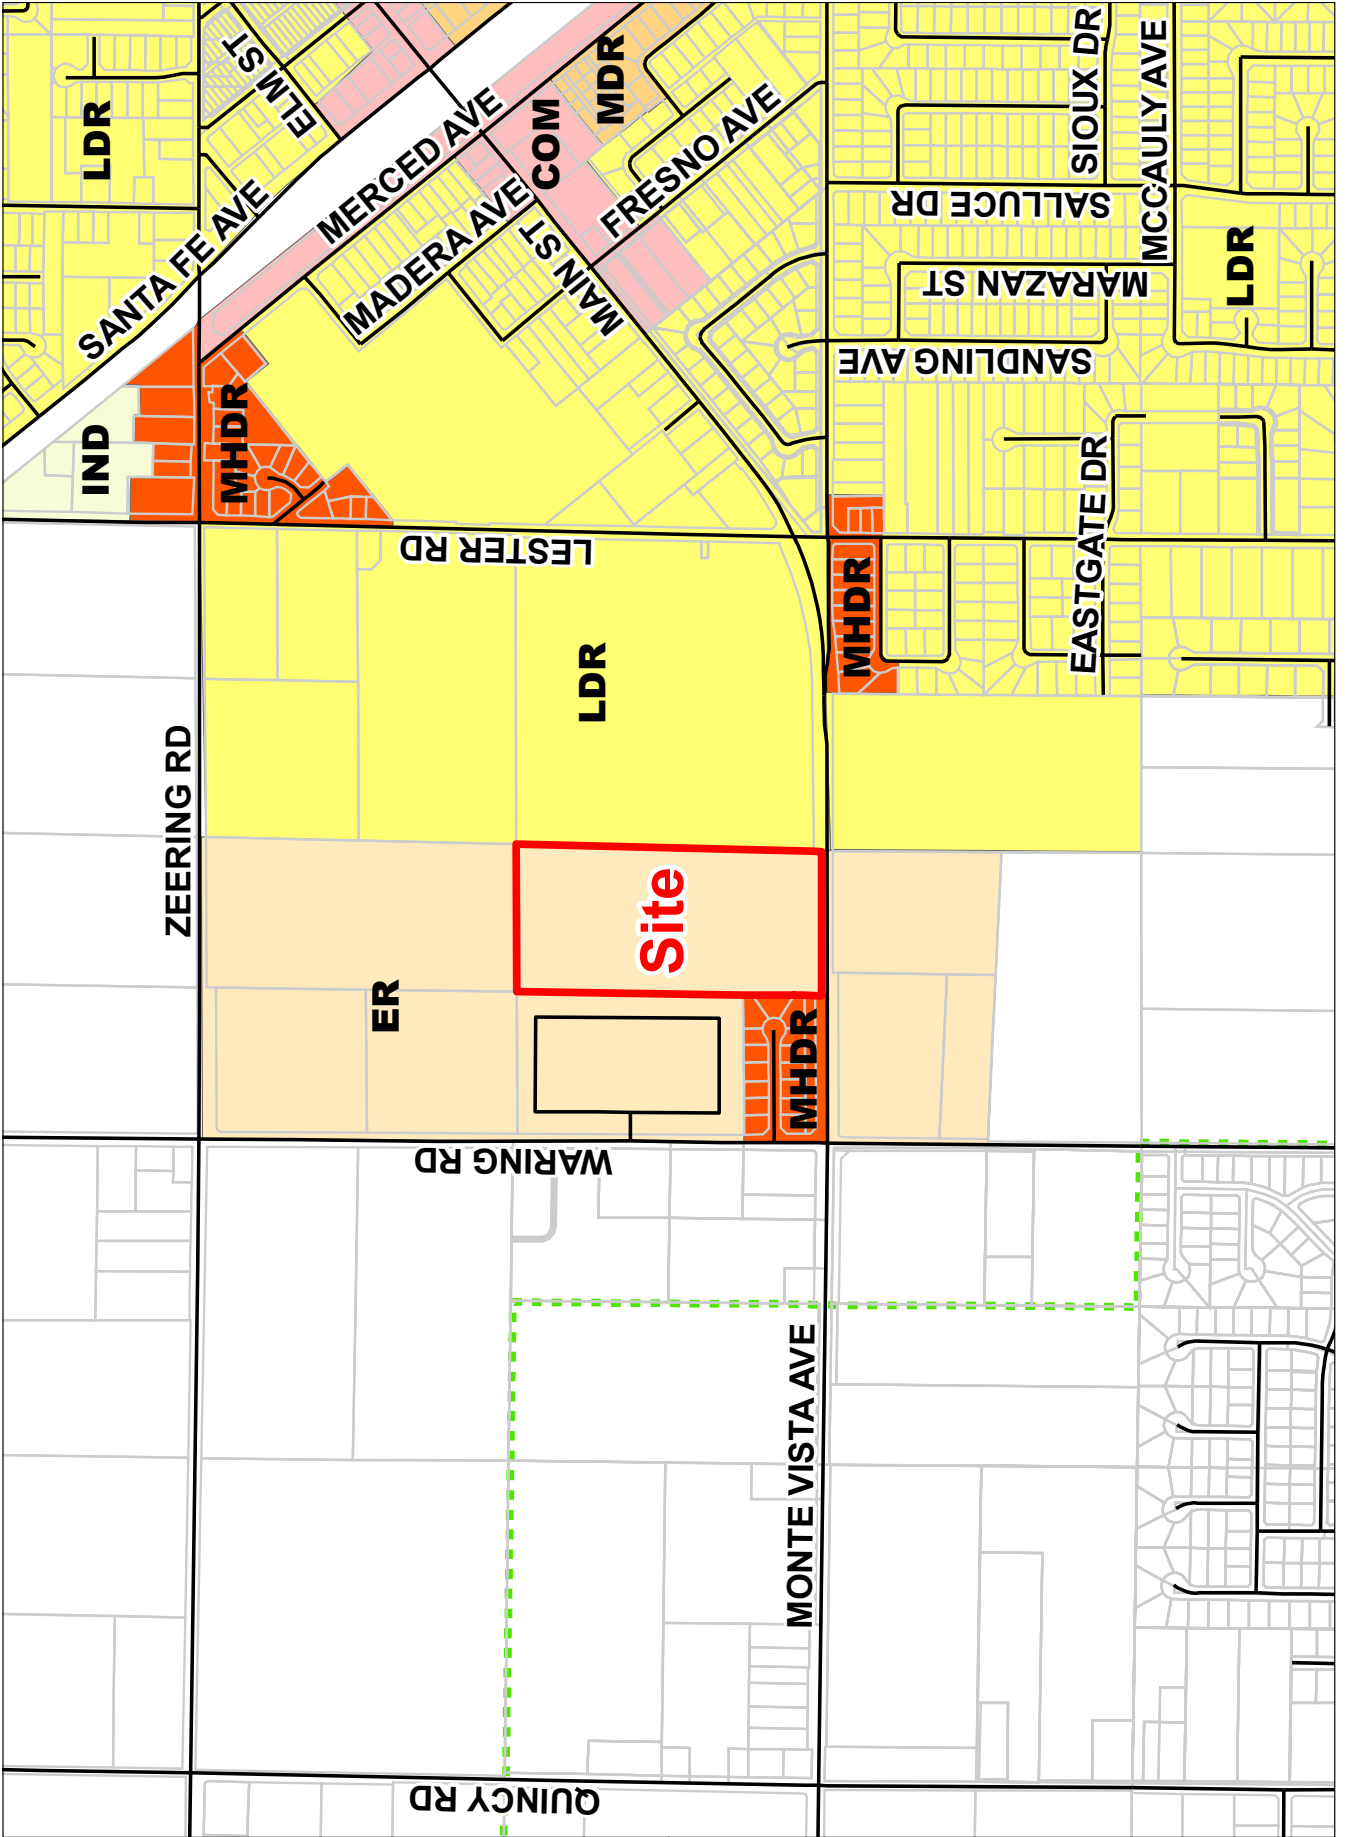 LDR
ELM ST
SANTA FE AVE
MERCED AVE
COM
MDR
MADERA AVE
MAIN ST
FRESNO AVE
SIOUX DR
MCCAULY AVE
SALLUCE DR
MARAZAN ST
LDR
SANDLING AVE
IND
MHDR
LESTER RD
EASTGATE DR
MHDR
LDR
ZEERING RD
Site
ER
MHDR
WARING RD
MONTE VISTA AVE
QUINCY RD